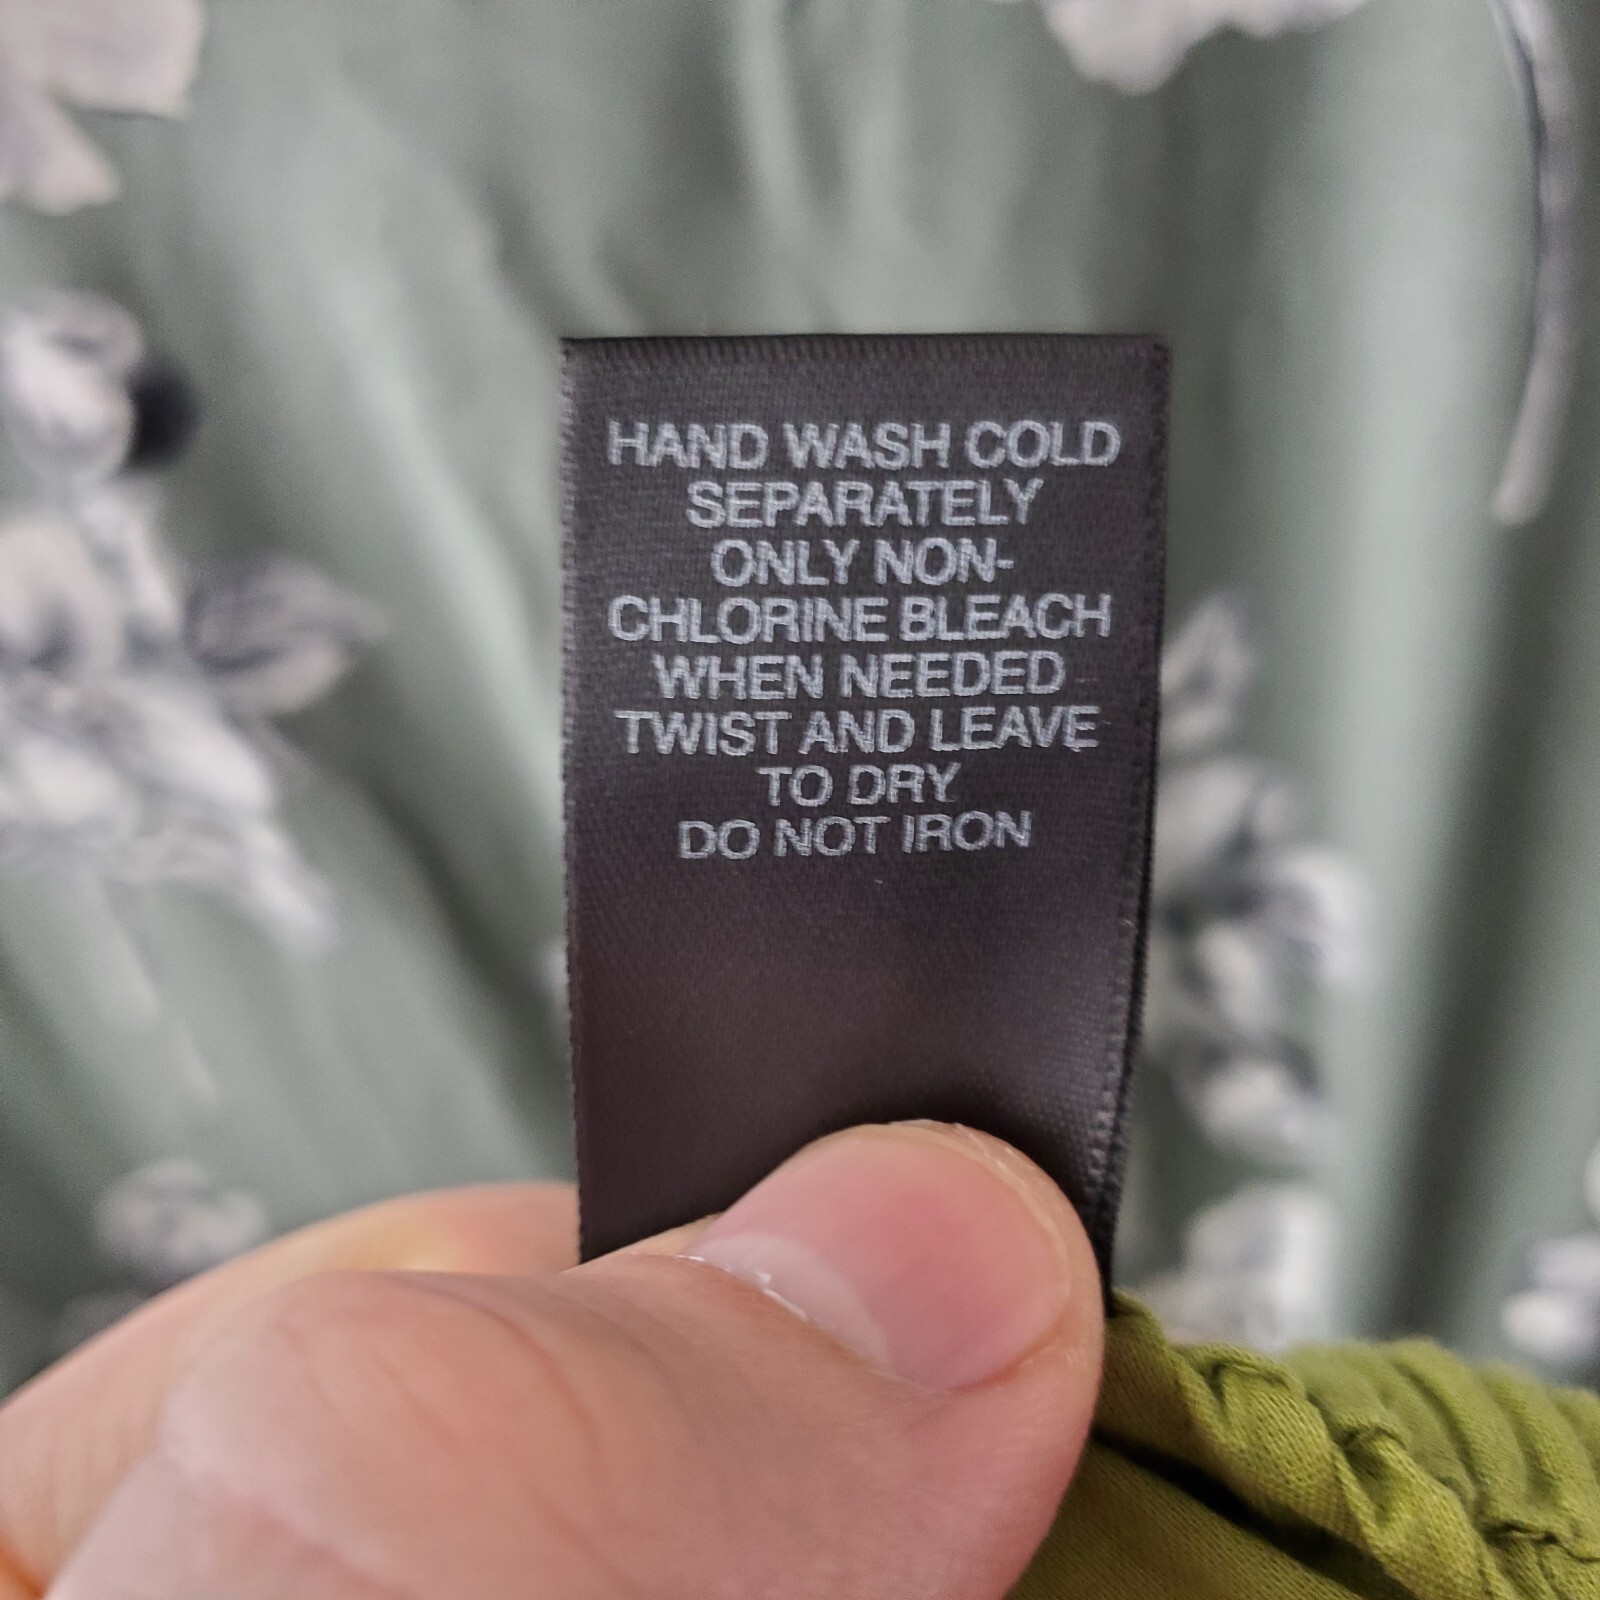 HAND WASH COLD
SEPARATELY
ONLY NON-
CHLORINE BLEACH
WHEN NEEDED
TWIST AND LEAVE
TO DRY
DO NOT IRON